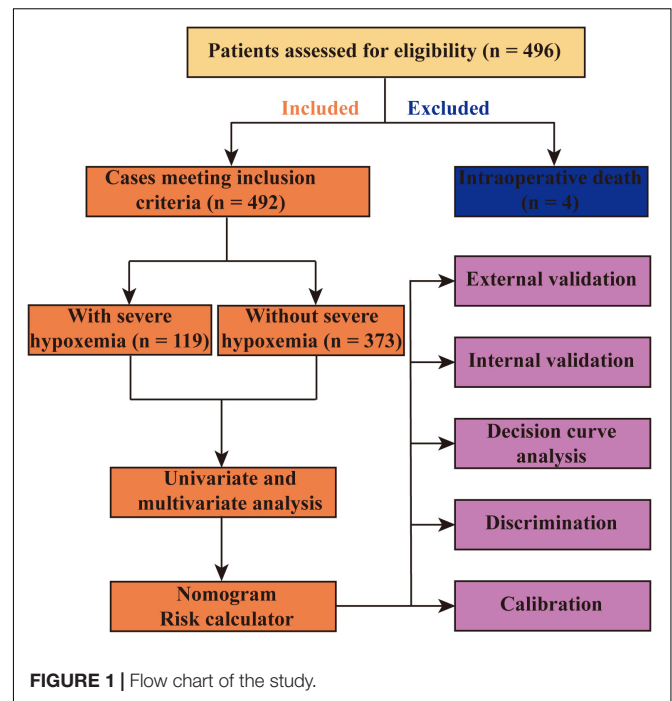 Patients assessed for eligibility (n = 496)
Included
Excluded
Cases meeting inclusion
criteria (n = 492)
Intraoperative death
(n = 4)
With severe
hypoxemia (n = 119)
Without severe
hypoxemia (n = 373)
External validation
Internal validation
Decision curve
analysis
Univariate and
multivariate analysis
Discrimination
Nomogram
Risk calculator
Calibration
FIGURE 1 | Flow chart of the study.